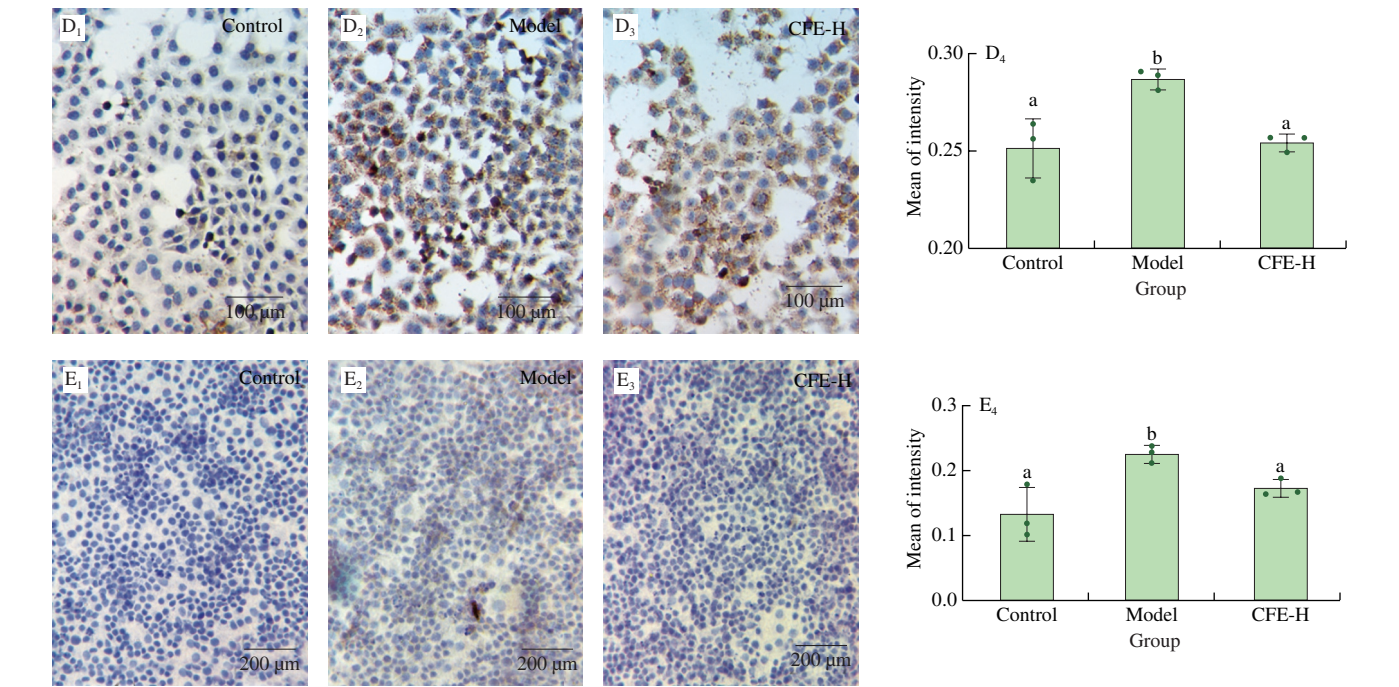 D₁ Control
D₂ Model
D₃ CFE-H
100 μm
100 μm
100 μm
D₄
Mean of intensity
0.30
0.25
0.20
a
b
a
Control Model CFE-H
Group
E₁ Control
E₂ Model
E₃ CFE-H
200 μm
200 μm
200 μm
E₄
Mean of intensity
0.3
0.2
0.1
0.0
a
b
a
Control Model CFE-H
Group